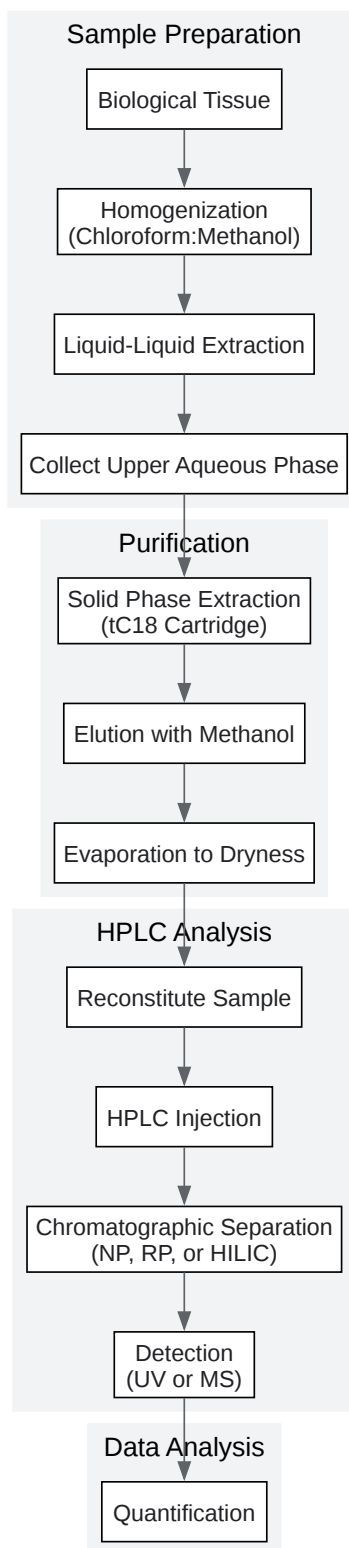 Sample Preparation
Biological Tissue
Homogenization
(Chloroform:Methanol)
Liquid-Liquid Extraction
Collect Upper Aqueous Phase
Purification
Solid Phase Extraction
(tC18 Cartridge)
Elution with Methanol
Evaporation to Dryness
HPLC Analysis
Reconstitute Sample
HPLC Injection
Chromatographic Separation
(NP, RP, or HILIC)
Detection
(UV or MS)
Data Analysis
Quantification